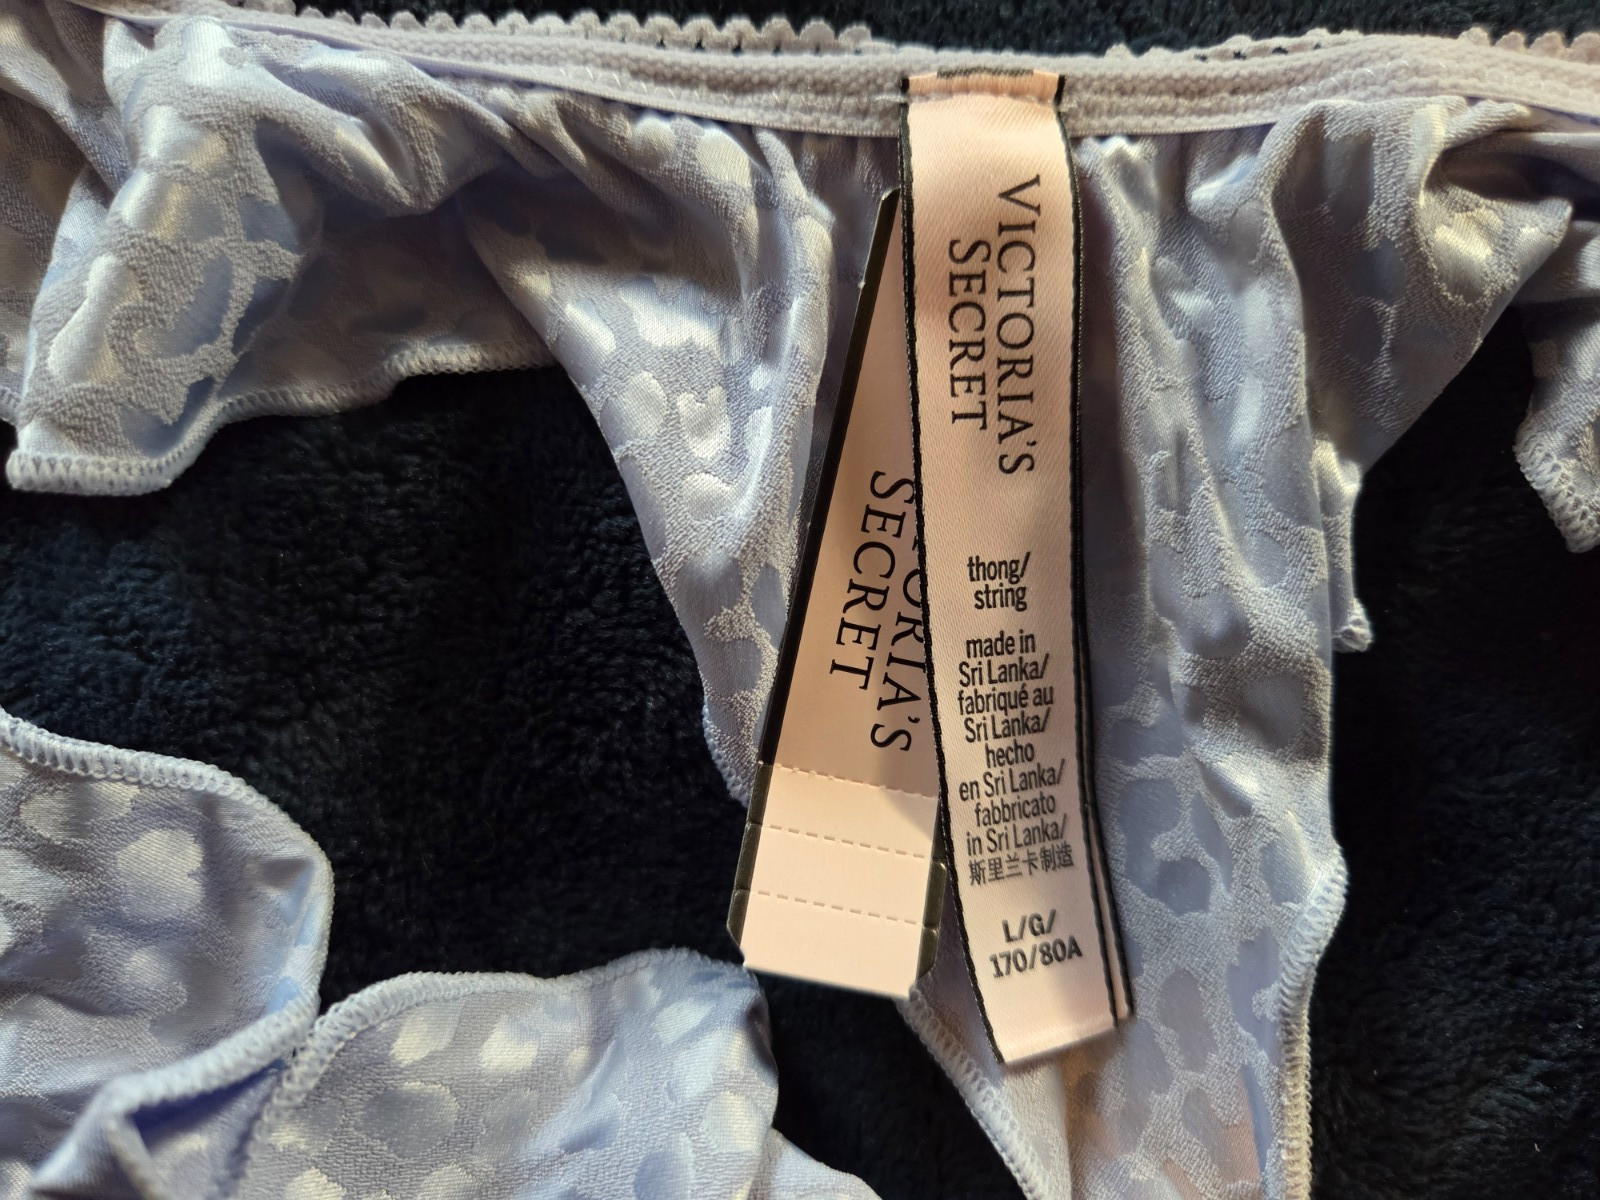 VICTORIA'S
SECRET
thong/
string
made in
Sri Lanka/
fabriqué au
Sri Lanka/
hecho
en Sri Lanka/
fabbricato
in Sri Lanka/
斯里兰卡制造
L/G/
170/80A
SECRET